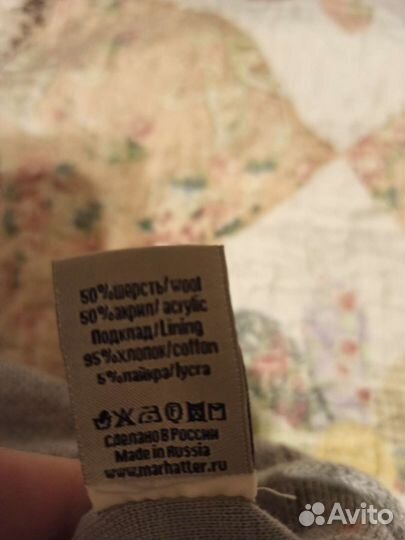 50%шерсть/wool
50%акрил/acrylic
Подклад/Lining
95%хлопок/cotton
5%лайкра/lycra
СДЕЛАНО В РОССИИ
Made in Russia
www.marhatter.ru
Avito